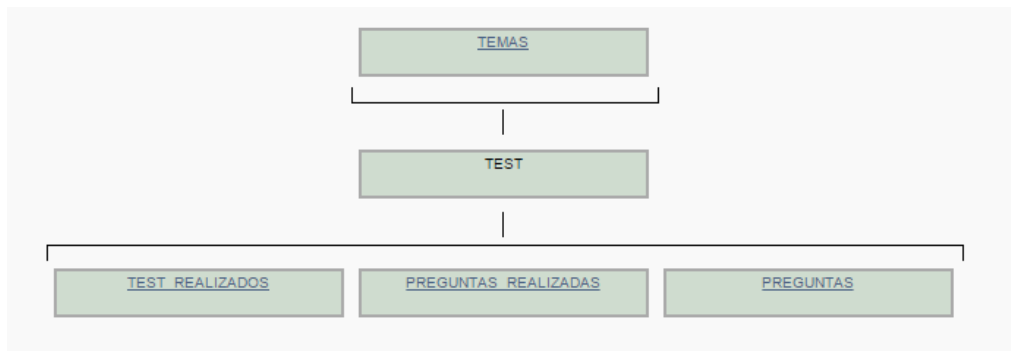 TEMAS
TEST
TEST_REALIZADOS
PREGUNTAS_REALIZADAS
PREGUNTAS